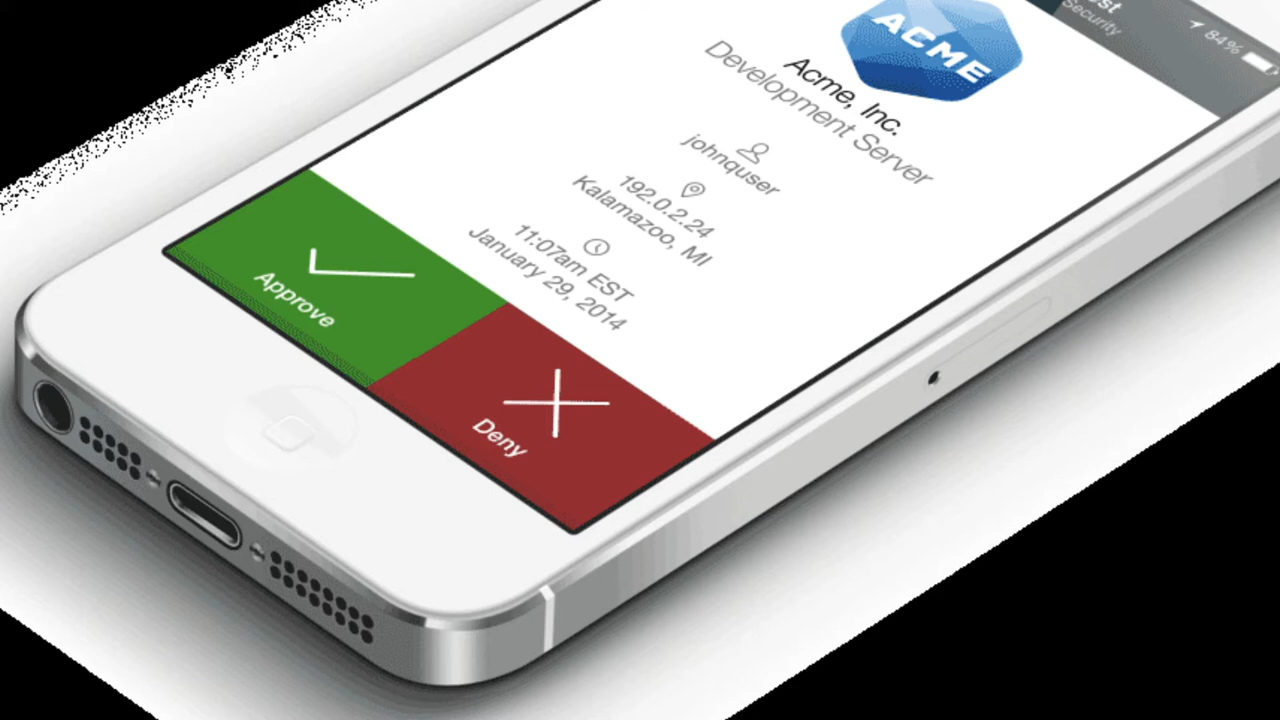 Security
84%
ACME
Acme, Inc.
Development Server
johnquser
192.0.2.24
Kalamazoo, MI
11:07am EST
January 29, 2014
Approve
Deny